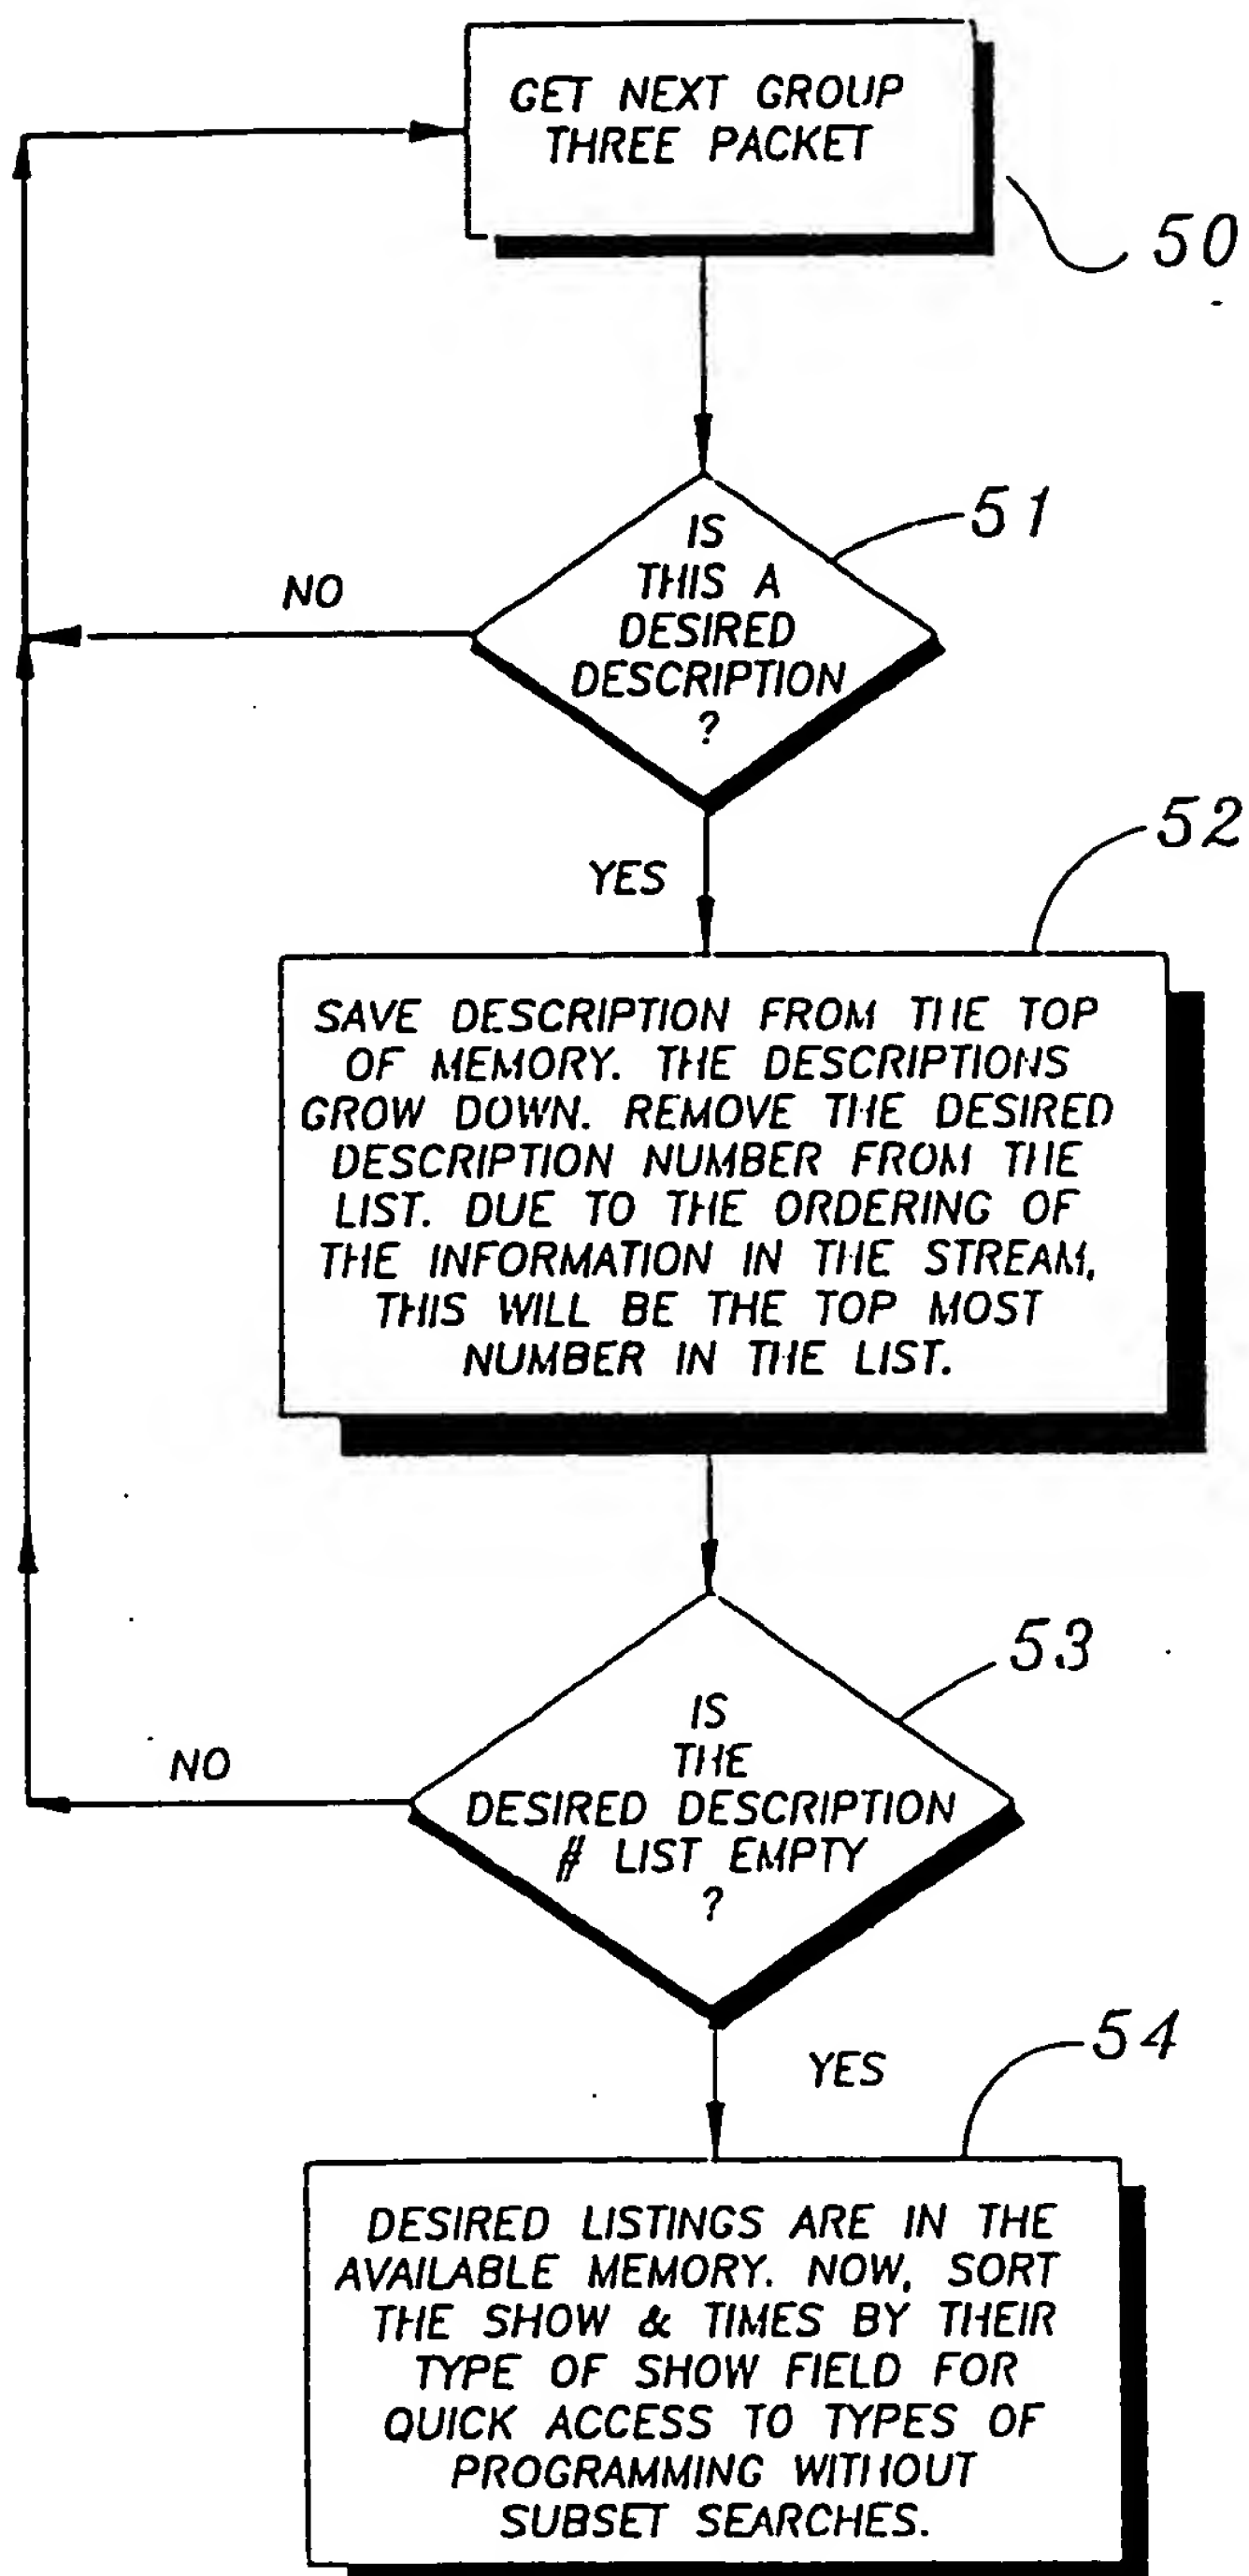 GET NEXT GROUP
THREE PACKET
50
IS
THIS A
DESIRED
DESCRIPTION
?
51
NO
YES
52
SAVE DESCRIPTION FROM THE TOP
OF MEMORY. THE DESCRIPTIONS
GROW DOWN. REMOVE THE DESIRED
DESCRIPTION NUMBER FROM THE
LIST. DUE TO THE ORDERING OF
THE INFORMATION IN THE STREAM,
THIS WILL BE THE TOP MOST
NUMBER IN THE LIST.
53
IS
THE
DESIRED DESCRIPTION
# LIST EMPTY
?
NO
YES
54
DESIRED LISTINGS ARE IN THE
AVAILABLE MEMORY. NOW, SORT
THE SHOW & TIMES BY THEIR
TYPE OF SHOW FIELD FOR
QUICK ACCESS TO TYPES OF
PROGRAMMING WITHOUT
SUBSET SEARCHES.